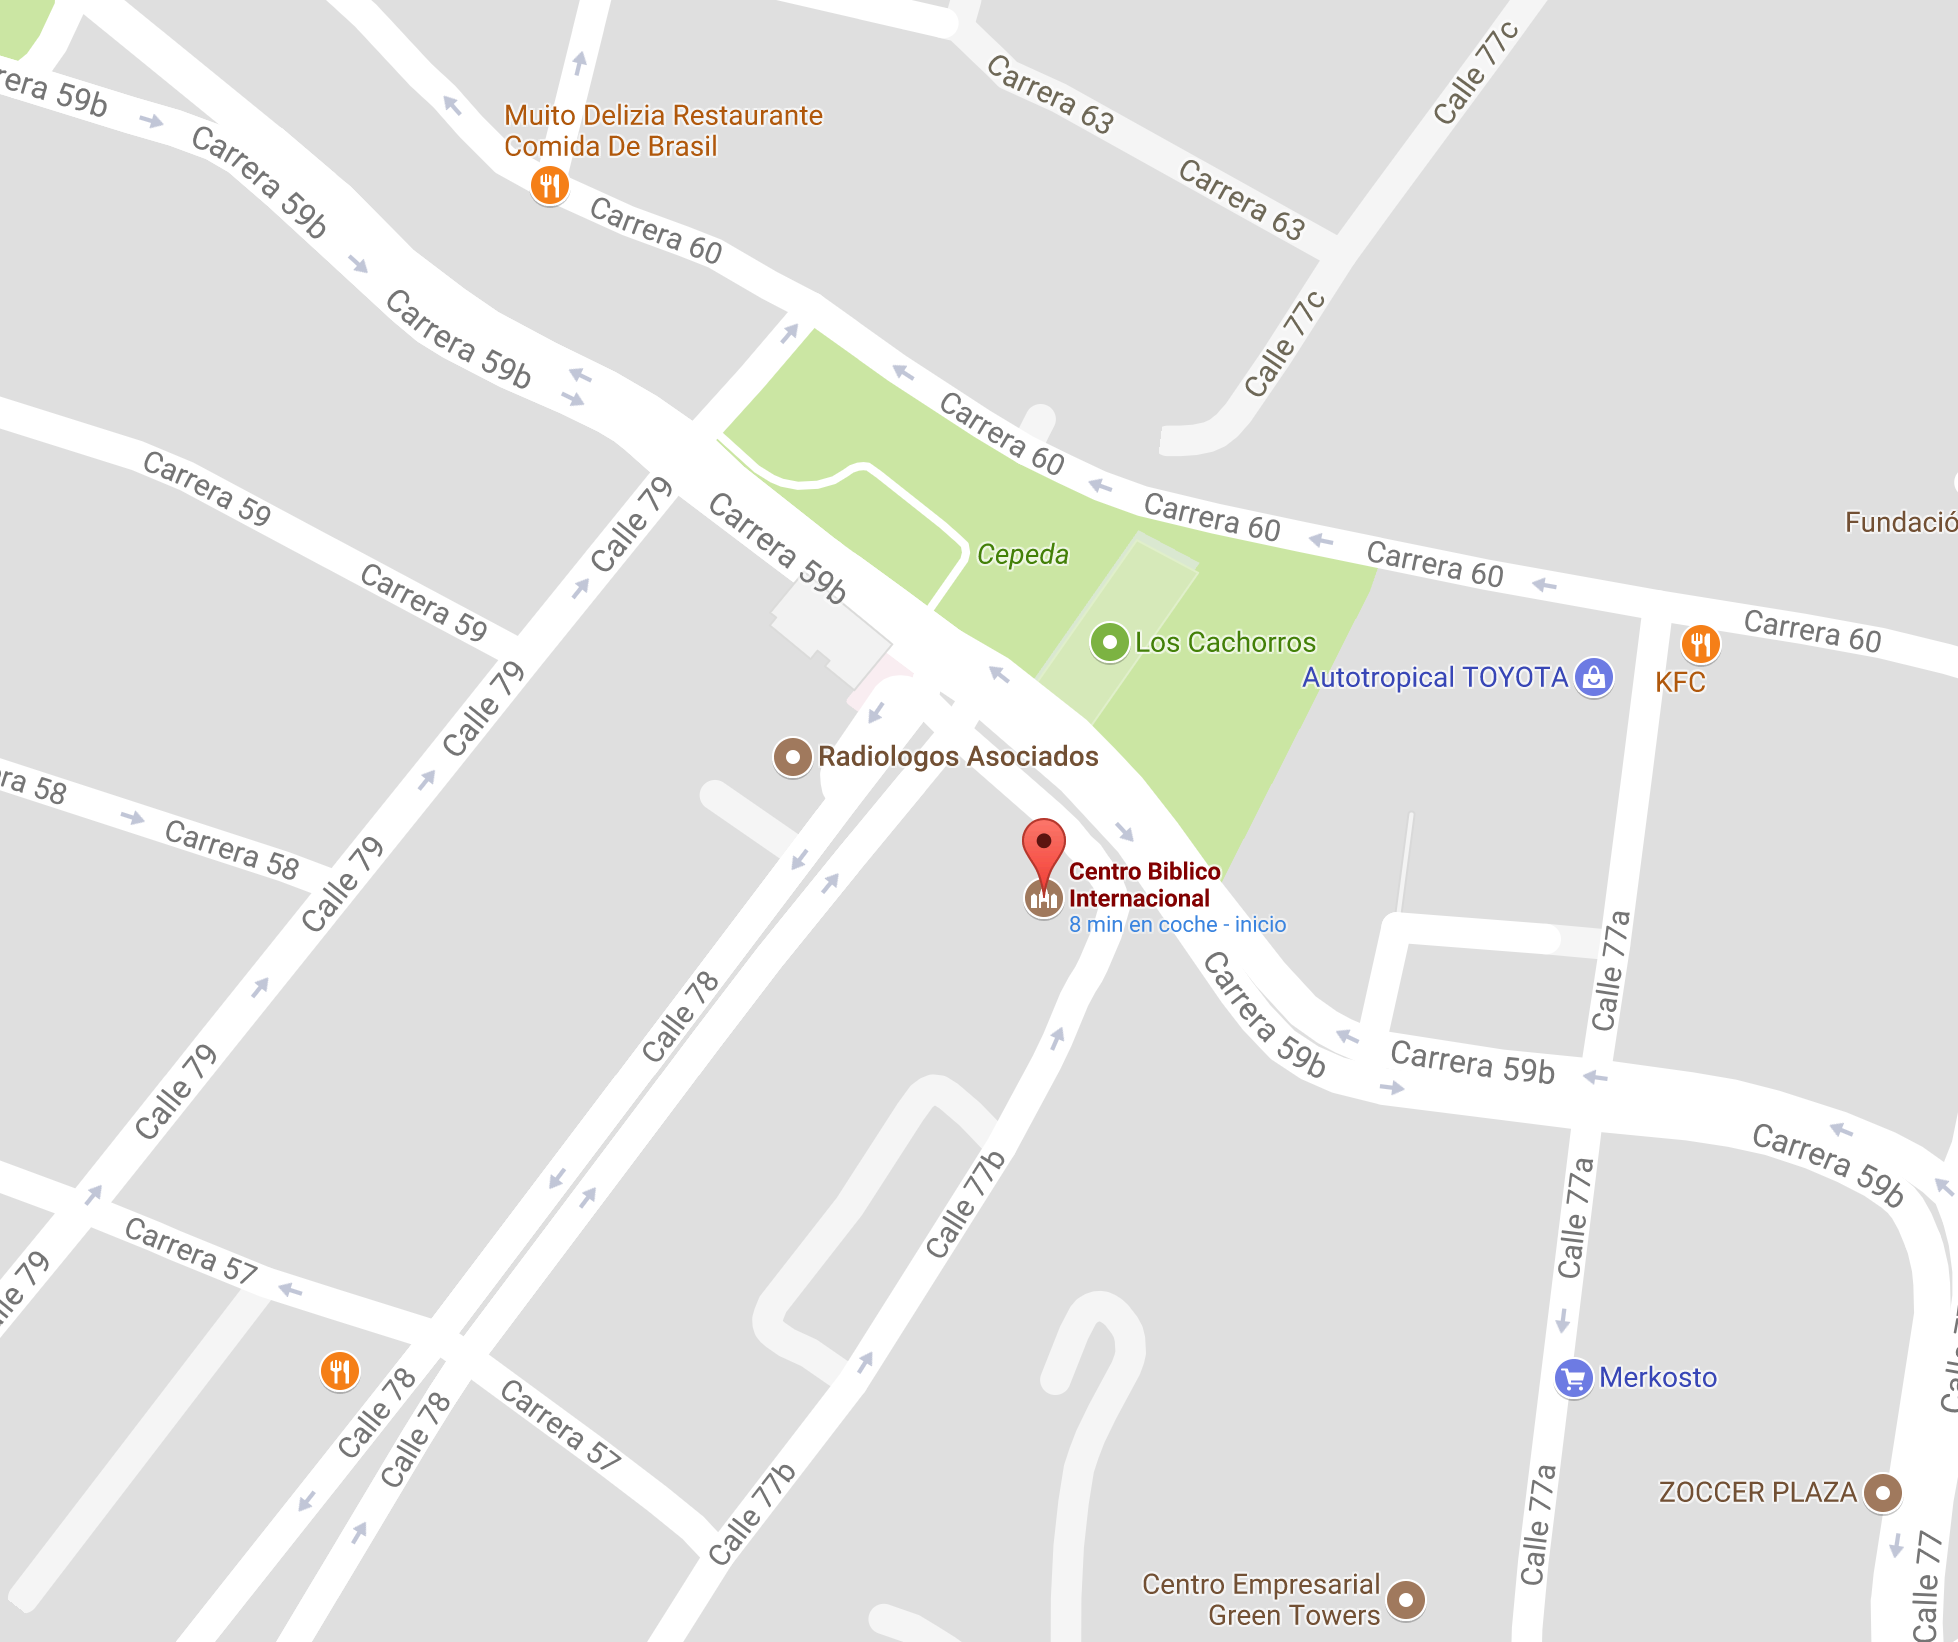 Carrera 63
Calle 77c
rera 59b
Muito Delizia Restaurante
Comida De Brasil
Carrera 59b
Carrera 63
Carrera 60
Carrera 59b
Calle 77c
Carrera 60
Carrera 59
Calle 79
Carrera 59b
Carrera 60
Fundació
Cepeda
Carrera 60
Carrera 59
Los Cachorros
Carrera 60
Autotropical TOYOTA
KFC
Calle 79
Radiologos Asociados
ra 58
Carrera 58
Calle 79
Centro Biblico
Internacional
8 min en coche - inicio
Calle 77a
Calle 78
Carrera 59b
Carrera 59b
Calle 79
Carrera 59b
Calle 77b
Calle 77a
Carrera 57
lle 79
Calle 7
Merkosto
Calle 78
Calle 78
Carrera 57
ZOCCER PLAZA
Calle 77b
Calle 77a
Calle 77
Centro Empresarial
Green Towers